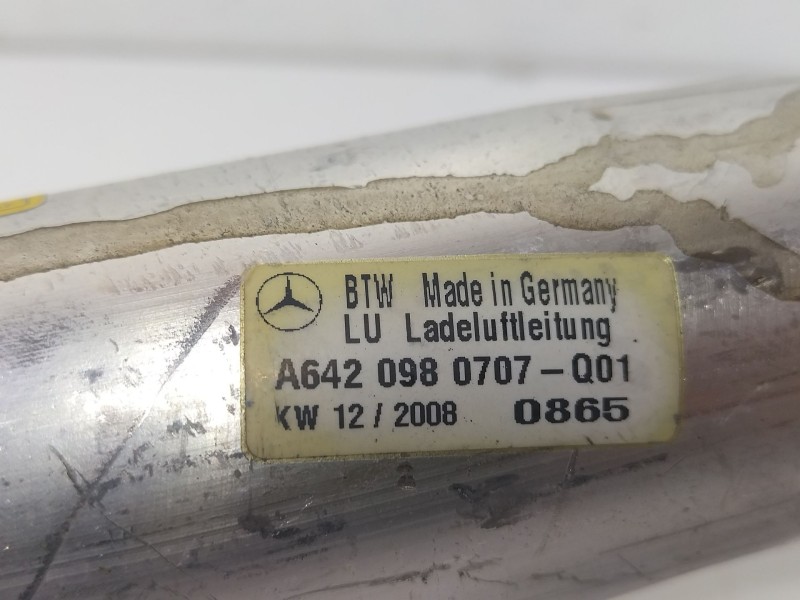 BTW Made in Germany
LU Ladeluftleitung
A642 098 0707-Q01
KW 12/2008 0865